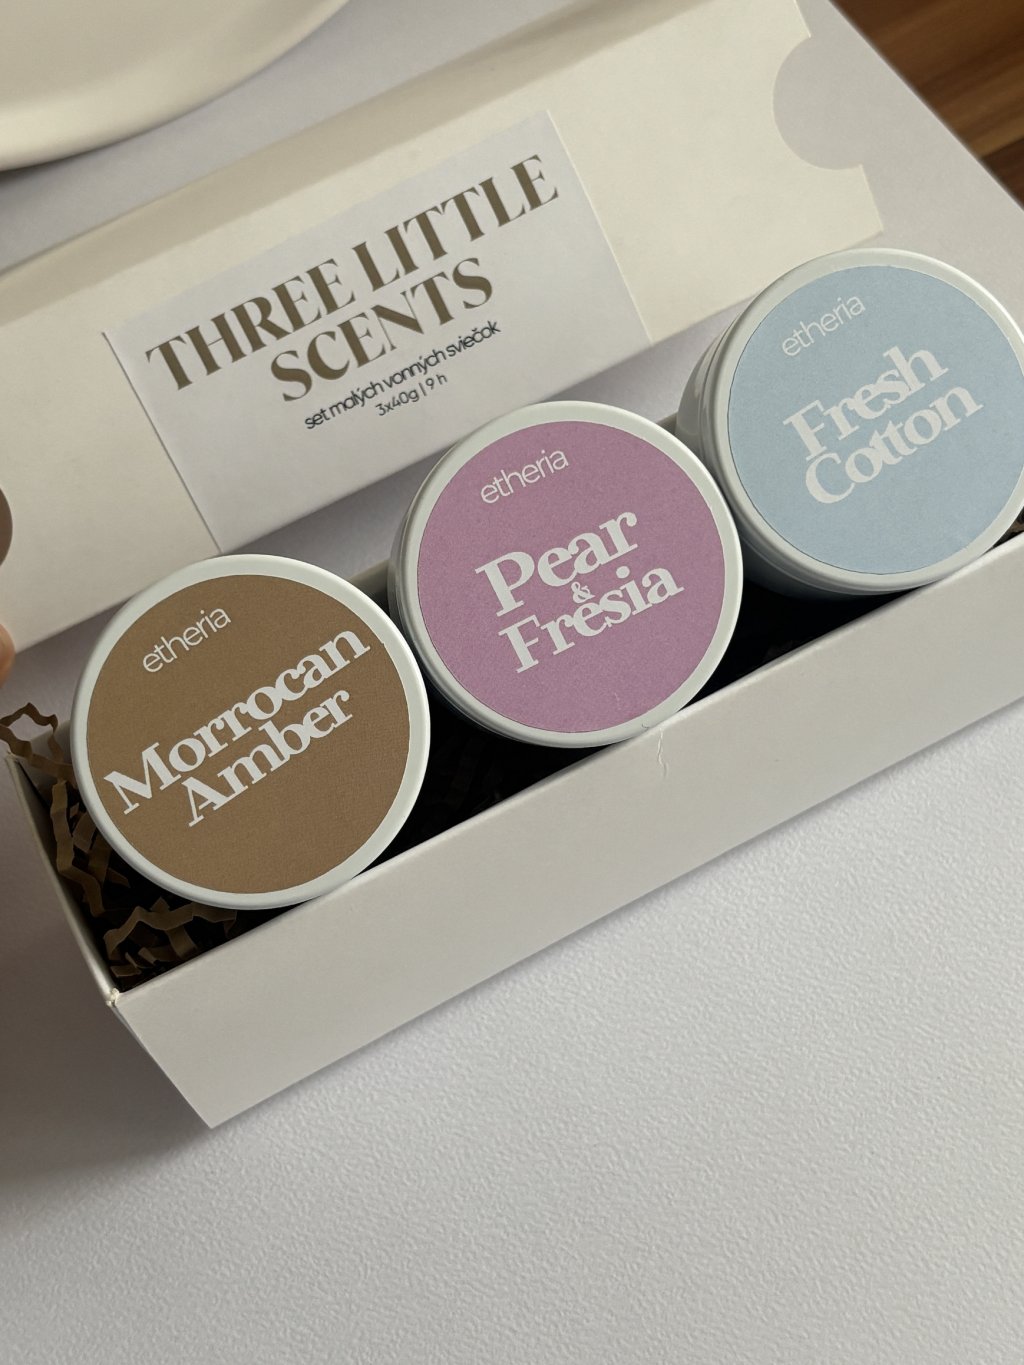 THREE LITTLE
SCENTS
set malých vonných sviečok
3x40g | 9 h
etheria
Morrocan
Amber
etheria
Pear
&
Fresia
etheria
Fresh
Cotton